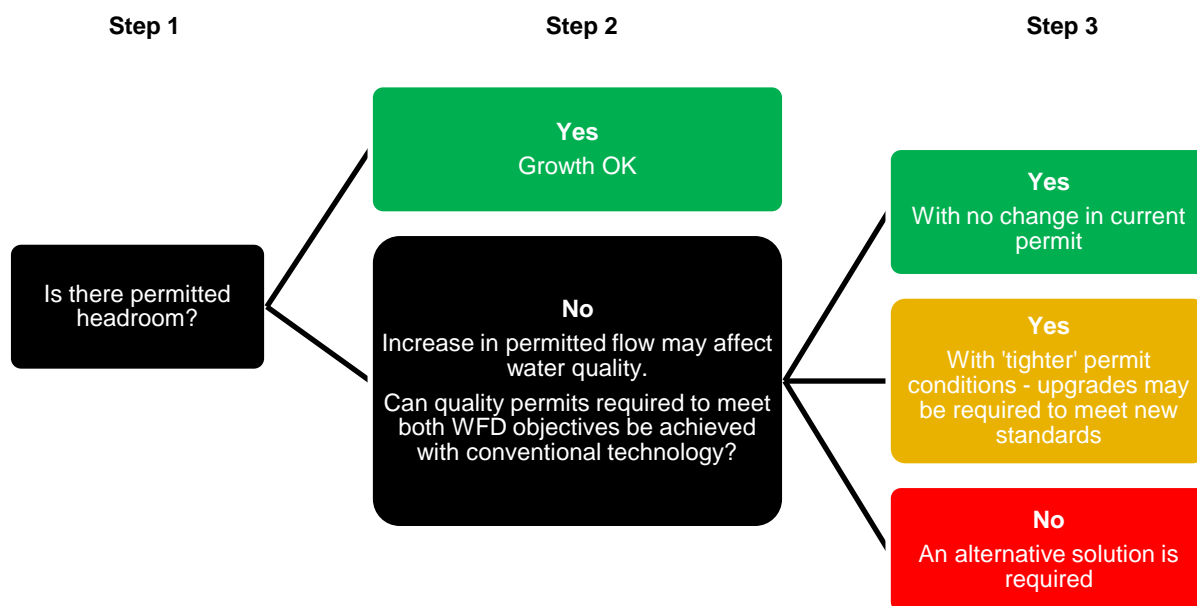 Step 1
Step 2
Step 3
Is there permitted
headroom?
Yes
Growth OK
No
Increase in permitted flow may affect
water quality.
Can quality permits required to meet
both WFD objectives be achieved
with conventional technology?
Yes
With no change in current
permit
Yes
With 'tighter' permit
conditions - upgrades may
be required to meet new
standards
No
An alternative solution is
required